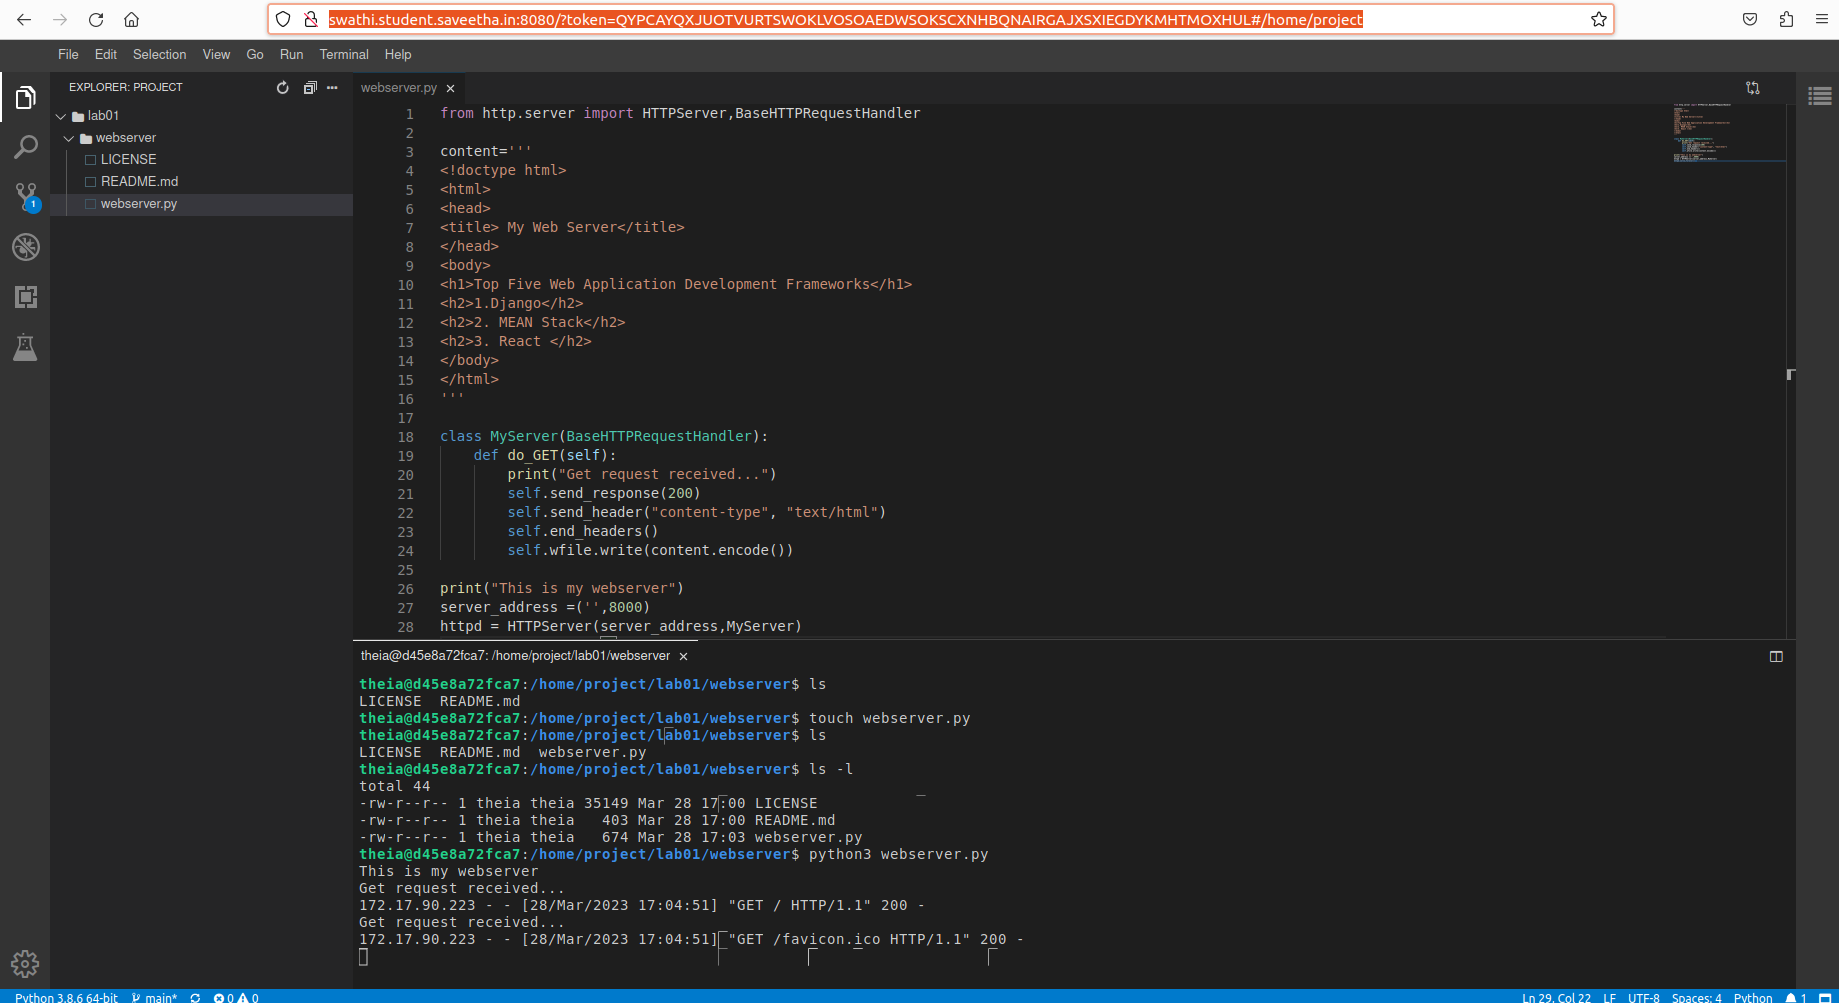 swathi.student.saveetha.in:8080/?token=QYPCAYQXJUOTVURTSWOKLVOSOAEDWSOKSCXNHBQNAIRGAJXSXIEGDYKMHTMOXHUL#/home/project
File Edit Selection View Go Run Terminal Help
EXPLORER: PROJECT
lab01
webserver
LICENSE
README.md
webserver.py
1
webserver.py
1 from http.server import HTTPServer,BaseHTTPRequestHandler
2
3 content='''
4 <!doctype html>
5 <html>
6 <head>
7 <title> My Web Server</title>
8 </head>
9 <body>
10 <h1>Top Five Web Application Development Frameworks</h1>
11 <h2>1.Django</h2>
12 <h2>2. MEAN Stack</h2>
13 <h2>3. React </h2>
14 </body>
15 </html>
16 '''
17
18 class MyServer(BaseHTTPRequestHandler):
19     def do_GET(self):
20         print("Get request received...")
21         self.send_response(200)
22         self.send_header("content-type", "text/html")
23         self.end_headers()
24         self.wfile.write(content.encode())
25
26 print("This is my webserver")
27 server_address =('',8000)
28 httpd = HTTPServer(server_address,MyServer)
theia@d45e8a72fca7: /home/project/lab01/webserver
theia@d45e8a72fca7:/home/project/lab01/webserver$ ls
LICENSE  README.md
theia@d45e8a72fca7:/home/project/lab01/webserver$ touch webserver.py
theia@d45e8a72fca7:/home/project/lab01/webserver$ ls
LICENSE  README.md  webserver.py
theia@d45e8a72fca7:/home/project/lab01/webserver$ ls -l
total 44
-rw-r--r-- 1 theia theia 35149 Mar 28 17:00 LICENSE
-rw-r--r-- 1 theia theia   403 Mar 28 17:00 README.md
-rw-r--r-- 1 theia theia   674 Mar 28 17:03 webserver.py
theia@d45e8a72fca7:/home/project/lab01/webserver$ python3 webserver.py
This is my webserver
Get request received...
172.17.90.223 - - [28/Mar/2023 17:04:51] "GET / HTTP/1.1" 200 -
Get request received...
172.17.90.223 - - [28/Mar/2023 17:04:51] "GET /favicon.ico HTTP/1.1" 200 -
Python 3.8.6 64-bit main* 0 0 Ln 29, Col 22 LF UTF-8 Spaces: 4 Python 1